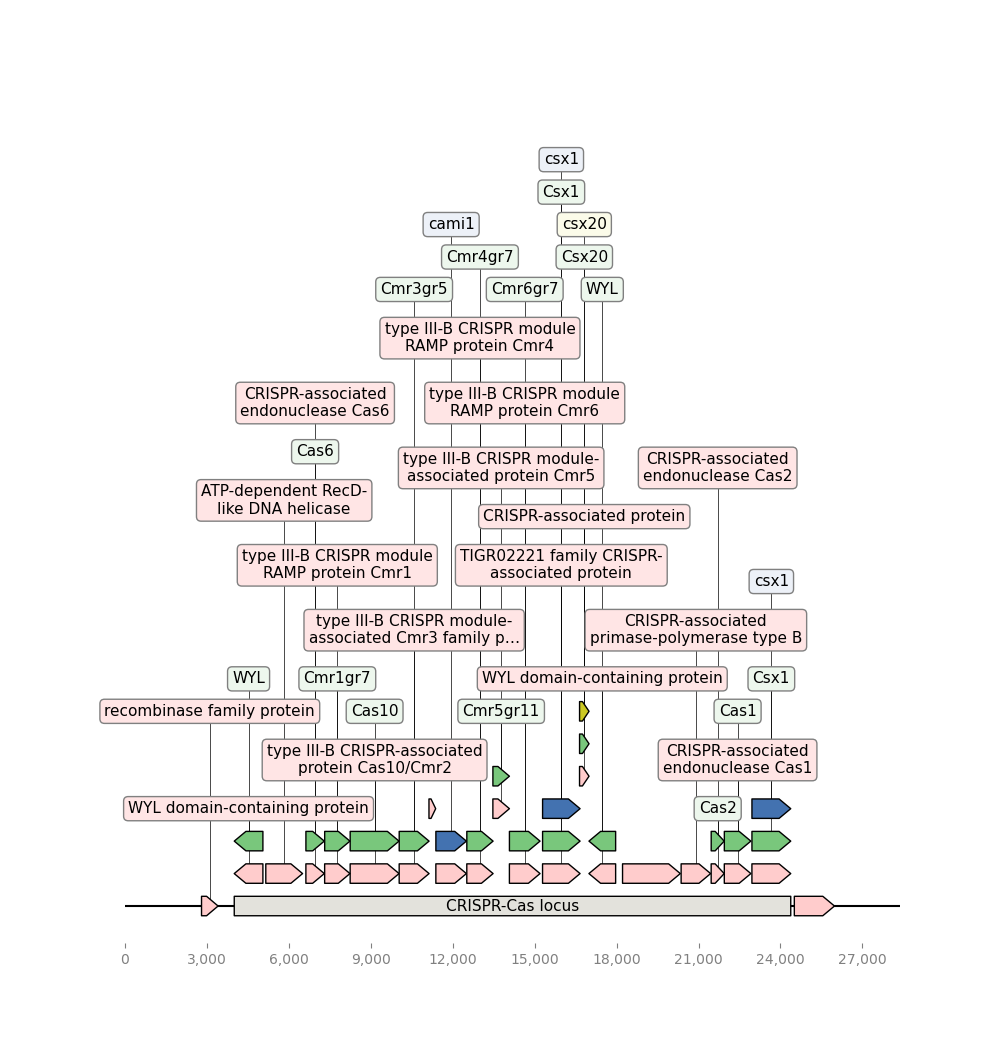 csx1
Csx1
cami1
csx20
Cmr4gr7
Csx20
Cmr3gr5
Cmr6gr7
WYL
type III-B CRISPR module
RAMP protein Cmr4
CRISPR-associated
endonuclease Cas6
type III-B CRISPR module
RAMP protein Cmr6
Cas6
type III-B CRISPR module-
associated protein Cmr5
CRISPR-associated
endonuclease Cas2
ATP-dependent RecD-
like DNA helicase
CRISPR-associated protein
type III-B CRISPR module
RAMP protein Cmr1
TIGR02221 family CRISPR-
associated protein
csx1
type III-B CRISPR module-
associated Cmr3 family p...
CRISPR-associated
primase-polymerase type B
WYL
Cmr1gr7
WYL domain-containing protein
Csx1
recombinase family protein
Cas10
Cmr5gr11
Cas1
type III-B CRISPR-associated
protein Cas10/Cmr2
CRISPR-associated
endonuclease Cas1
WYL domain-containing protein
Cas2
CRISPR-Cas locus
0 3,000 6,000 9,000 12,000 15,000 18,000 21,000 24,000 27,000